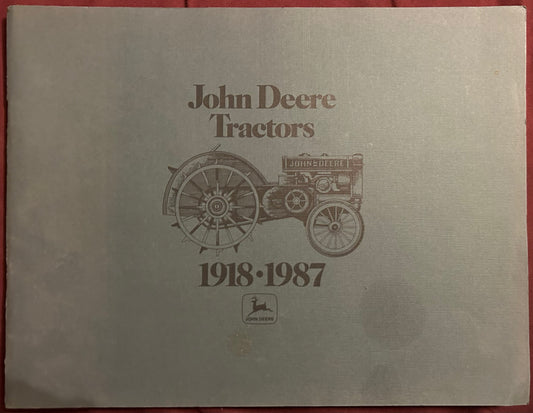 John Deere
Tractors
JOHN DEERE
1918•1987
JOHN DEERE